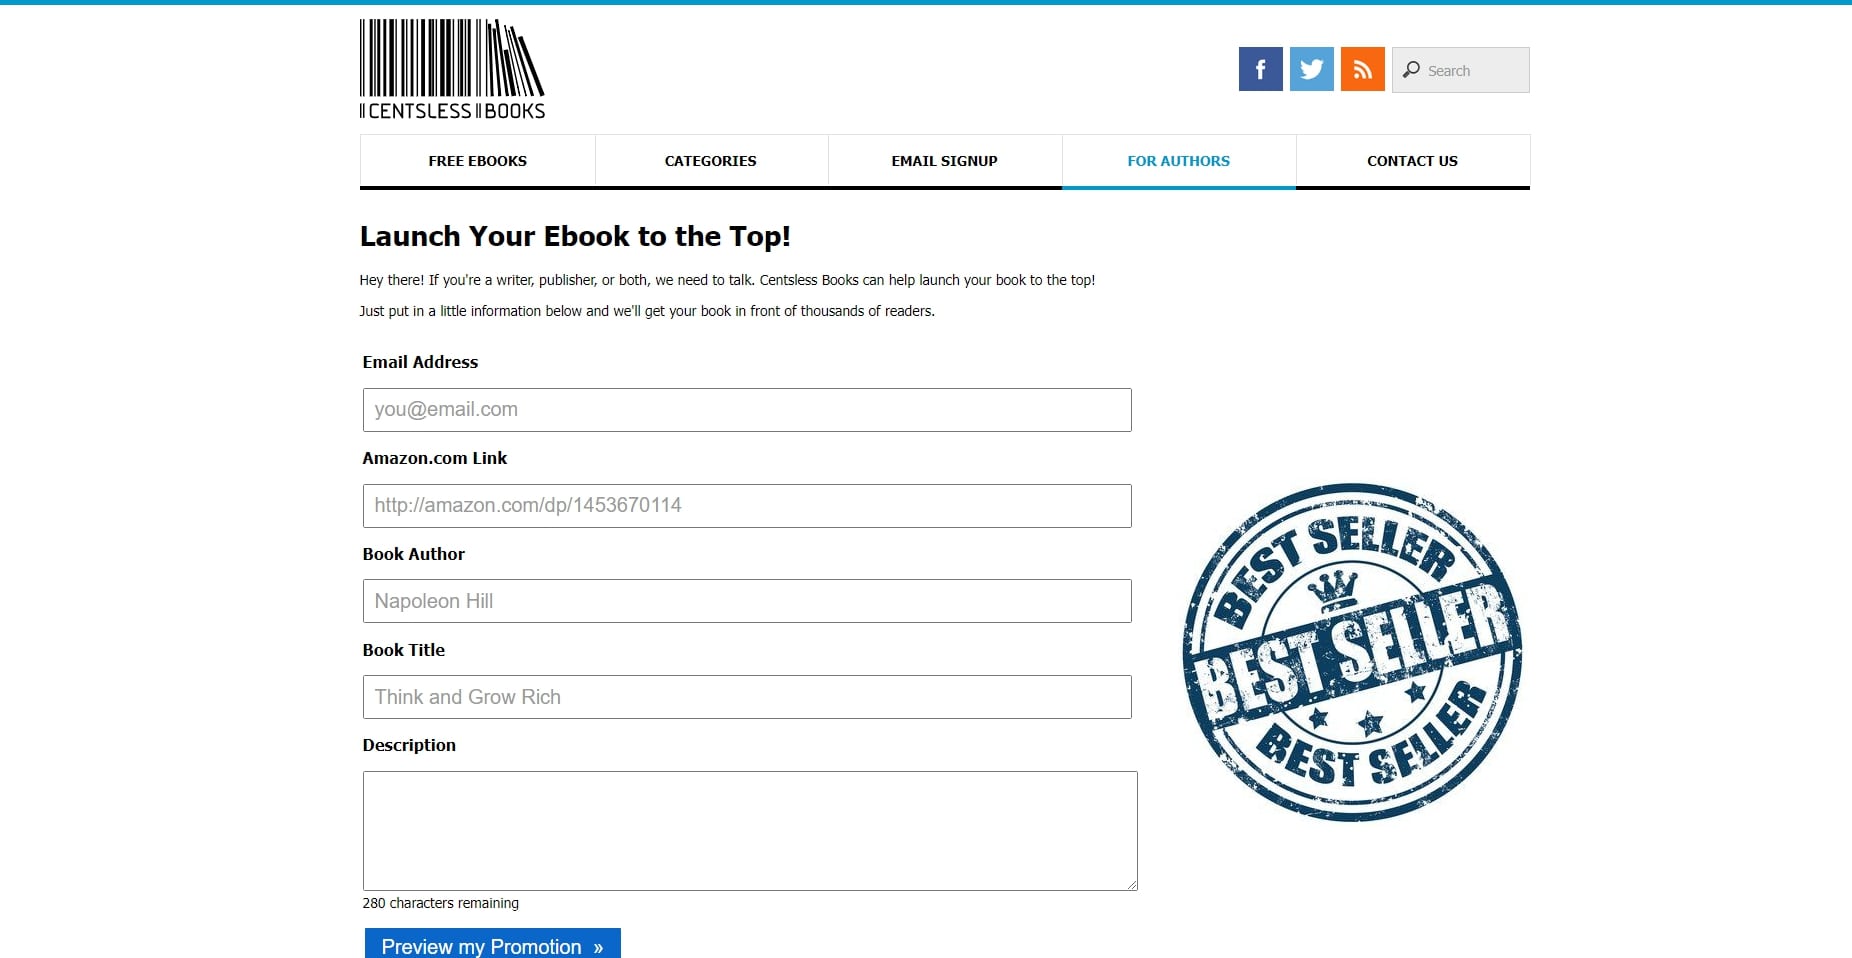 CENTSLESS BOOKS
f
Search
FREE EBOOKS
CATEGORIES
EMAIL SIGNUP
FOR AUTHORS
CONTACT US
Launch Your Ebook to the Top!
Hey there! If you're a writer, publisher, or both, we need to talk. Centsless Books can help launch your book to the top!
Just put in a little information below and we'll get your book in front of thousands of readers.
Email Address
you@email.com
Amazon.com Link
http://amazon.com/dp/1453670114
Book Author
Napoleon Hill
Book Title
Think and Grow Rich
Description
280 characters remaining
Preview my Promotion »
BEST SELLER
BEST SELLER
BEST SELLER